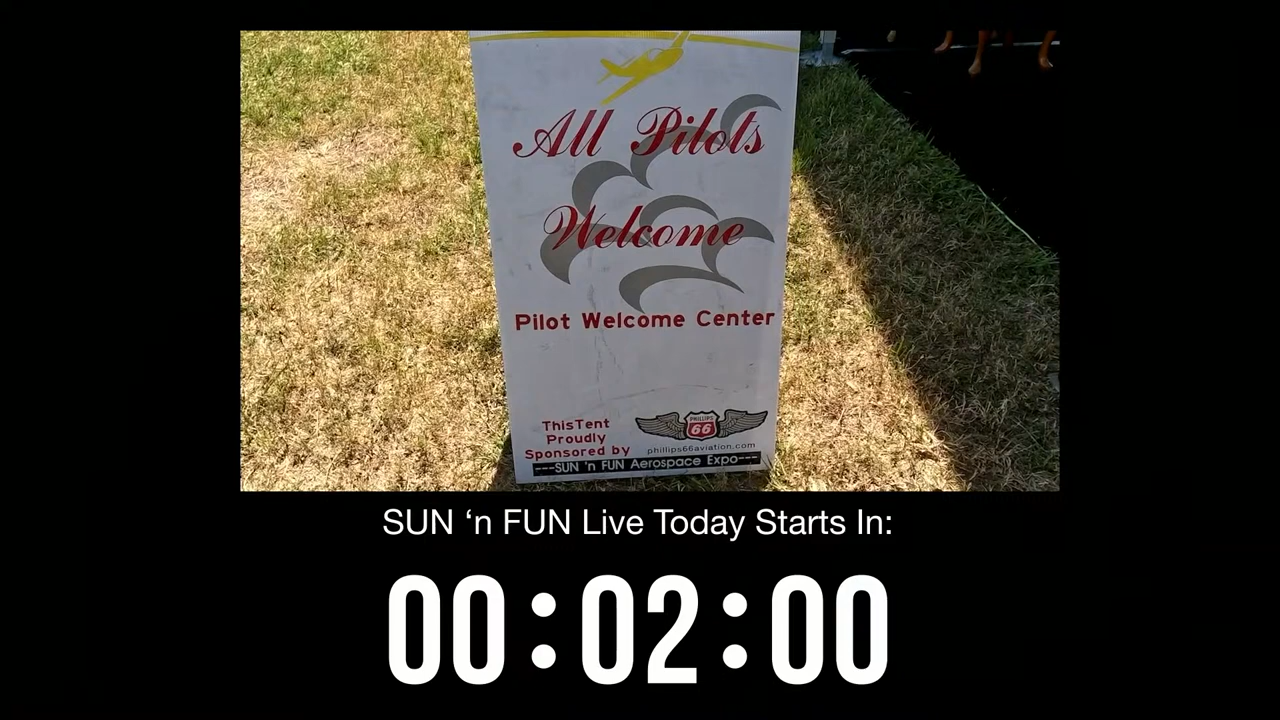 All Pilots
Welcome
Pilot Welcome Center
ThisTent
Proudly
Sponsored by
PHILLIPS
66
phillips66aviation.com
---SUN 'n FUN Aerospace Expo---
SUN ‘n FUN Live Today Starts In:
00:02:00